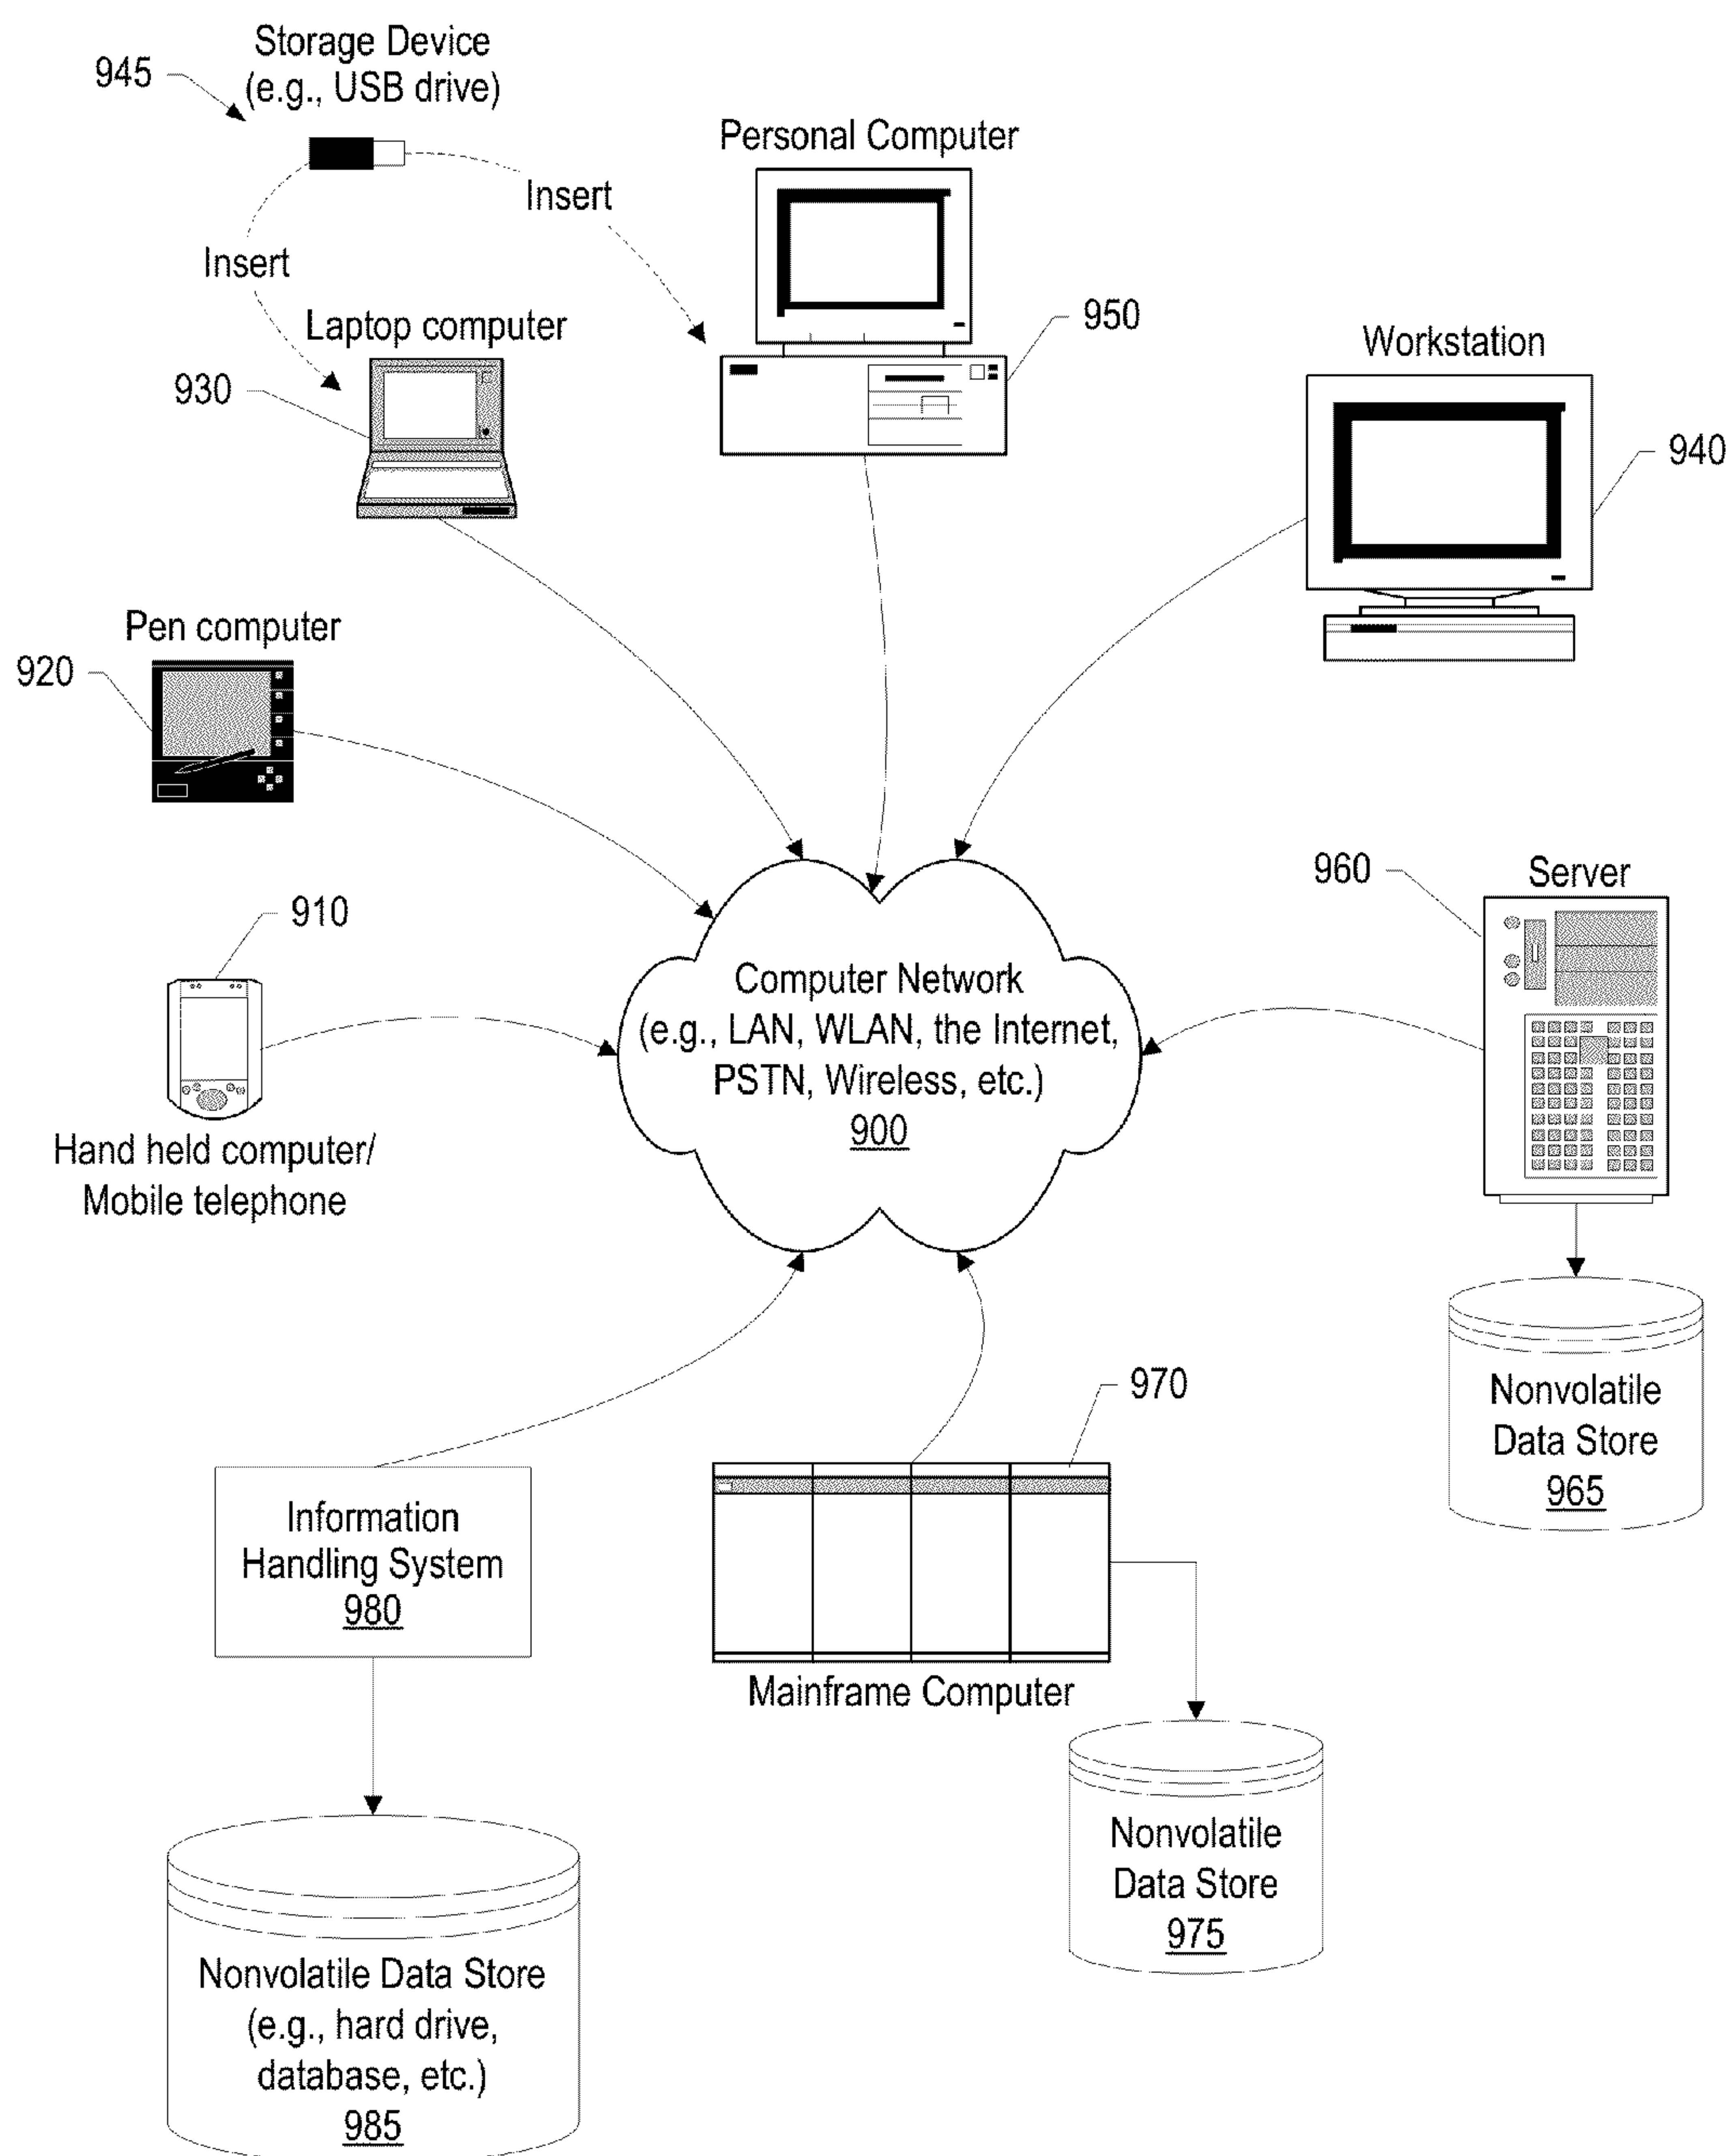 Storage Device
(e.g., USB drive)
945
Personal Computer
Insert
Insert
950
Laptop computer
930
Workstation
940
Pen computer
920
910
Hand held computer/
Mobile telephone
Computer Network
(e.g., LAN, WLAN, the Internet,
PSTN, Wireless, etc.)
900
960
Server
Nonvolatile
Data Store
965
970
Mainframe Computer
Information
Handling System
980
Nonvolatile
Data Store
975
Nonvolatile Data Store
(e.g., hard drive,
database, etc.)
985